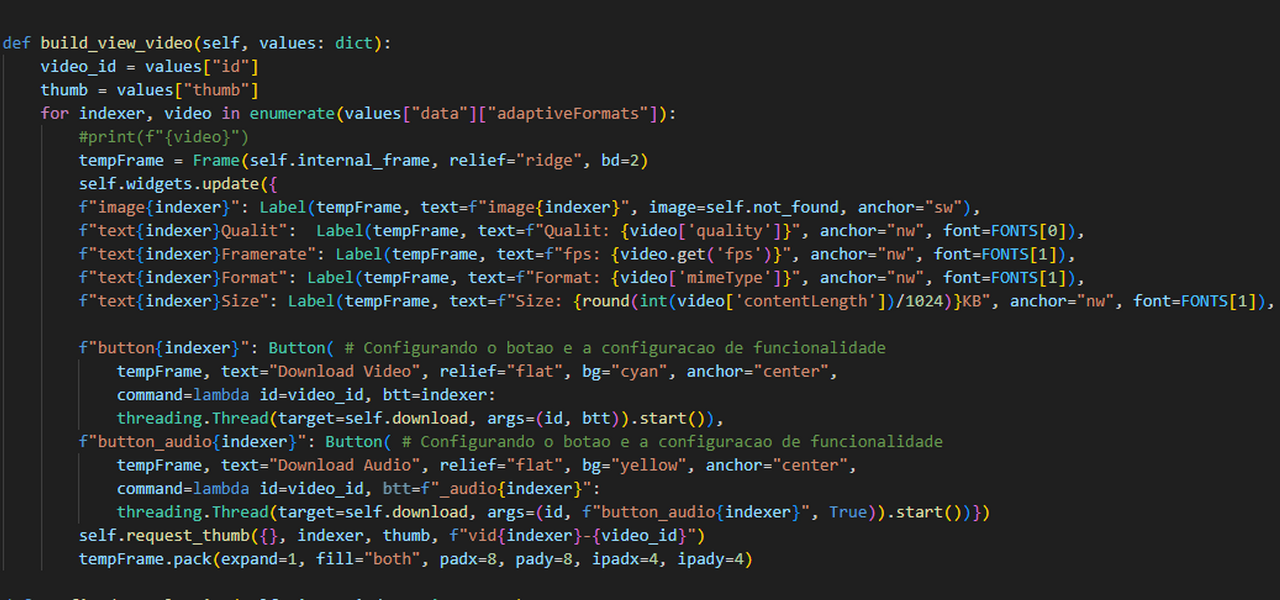 def build_view_video(self, values: dict):
    video_id = values["id"]
    thumb = values["thumb"]
    for indexer, video in enumerate(values["data"]["adaptiveFormats"]):
        #print(f"{video}")
        tempFrame = Frame(self.internal_frame, relief="ridge", bd=2)
        self.widgets.update({
        f"image{indexer}": Label(tempFrame, text=f"image{indexer}", image=self.not_found, anchor="sw"),
        f"text{indexer}Qualit":  Label(tempFrame, text=f"Qualit: {video['quality']}", anchor="nw", font=FONTS[0]),
        f"text{indexer}Framerate": Label(tempFrame, text=f"fps: {video.get('fps')}", anchor="nw", font=FONTS[1]),
        f"text{indexer}Format": Label(tempFrame, text=f"Format: {video['mimeType']}", anchor="nw", font=FONTS[1]),
        f"text{indexer}Size": Label(tempFrame, text=f"Size: {round(int(video['contentLength'])/1024)}KB", anchor="nw", font=FONTS[1]),
        f"button{indexer}": Button( # Configurando o botao e a configuracao de funcionalidade
            tempFrame, text="Download Video", relief="flat", bg="cyan", anchor="center",
            command=lambda id=video_id, btt=indexer:
            threading.Thread(target=self.download, args=(id, btt)).start()),
        f"button_audio{indexer}": Button( # Configurando o botao e a configuracao de funcionalidade
            tempFrame, text="Download Audio", relief="flat", bg="yellow", anchor="center",
            command=lambda id=video_id, btt=f"_audio{indexer}":
            threading.Thread(target=self.download, args=(id, f"button_audio{indexer}", True)).start())})
        self.request_thumb({}, indexer, thumb, f"vid{indexer}-{video_id}")
        tempFrame.pack(expand=1, fill="both", padx=8, pady=8, ipadx=4, ipady=4)